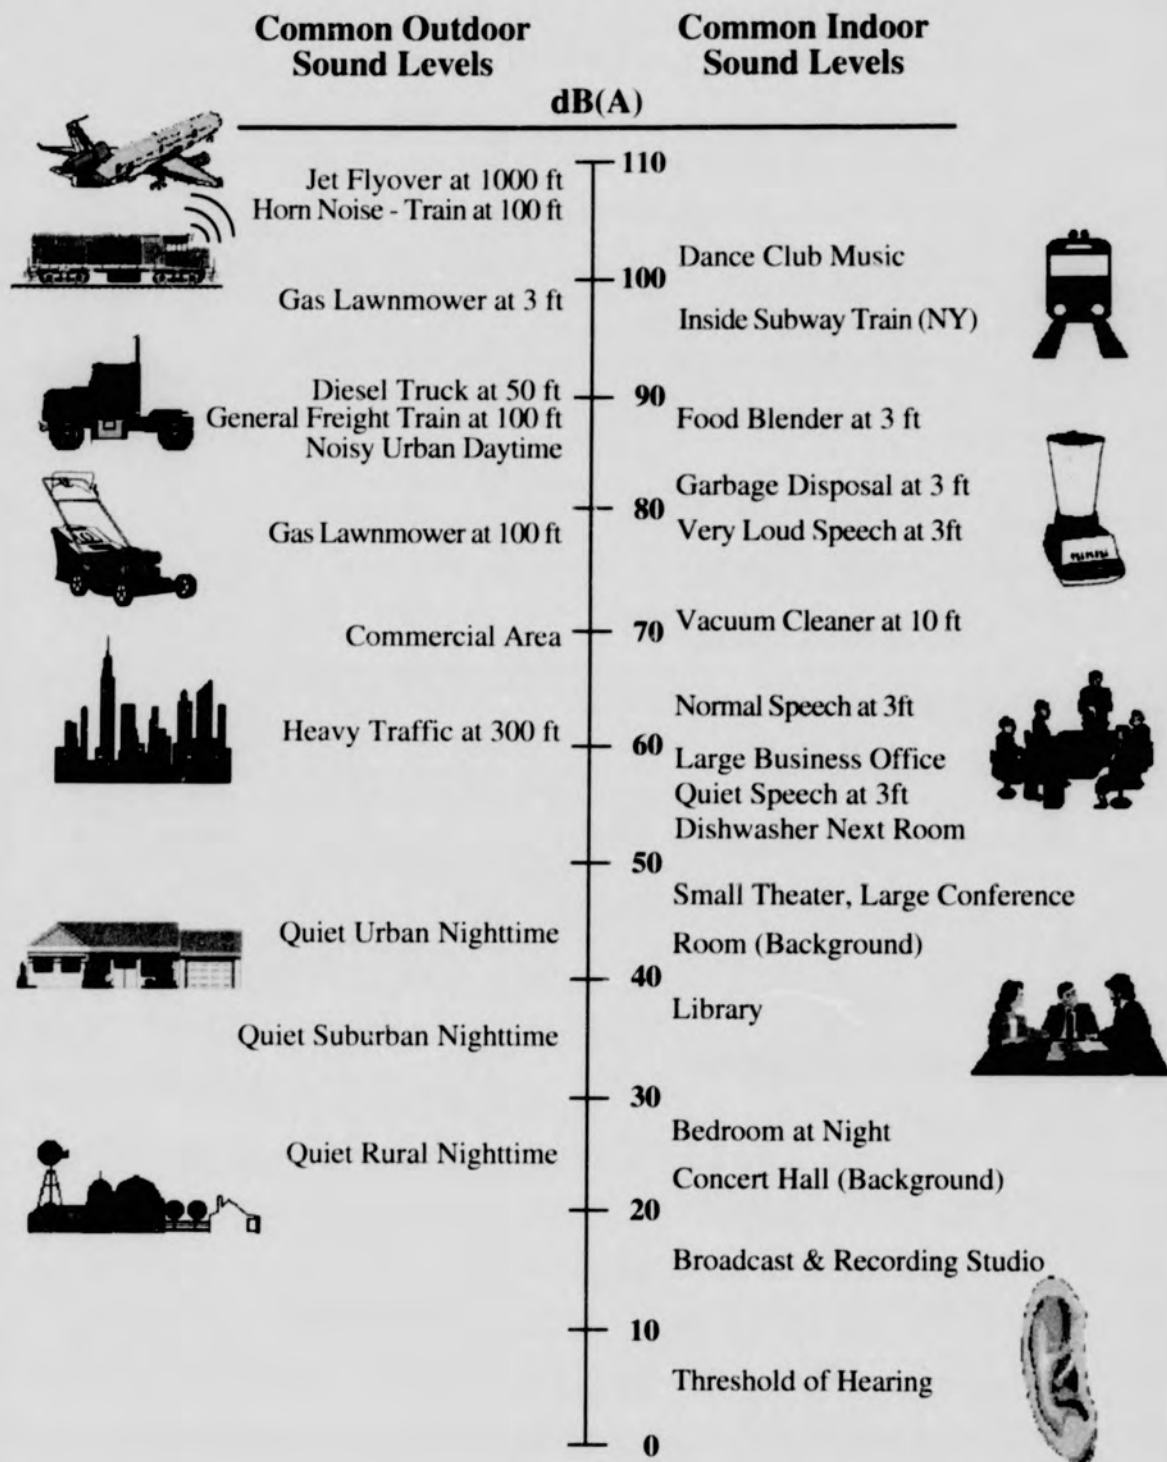 Common Outdoor
Sound Levels
Common Indoor
Sound Levels
dB(A)
110
Jet Flyover at 1000 ft
Horn Noise - Train at 100 ft
Dance Club Music
100
Gas Lawnmower at 3 ft
Inside Subway Train (NY)
Diesel Truck at 50 ft
90
General Freight Train at 100 ft
Food Blender at 3 ft
Noisy Urban Daytime
Garbage Disposal at 3 ft
80
Gas Lawnmower at 100 ft
Very Loud Speech at 3ft
Vacuum Cleaner at 10 ft
Commercial Area
70
Normal Speech at 3ft
Heavy Traffic at 300 ft
60
Large Business Office
Quiet Speech at 3ft
Dishwasher Next Room
50
Small Theater, Large Conference
Quiet Urban Nighttime
Room (Background)
40
Library
Quiet Suburban Nighttime
30
Bedroom at Night
Quiet Rural Nighttime
Concert Hall (Background)
20
Broadcast & Recording Studio
10
Threshold of Hearing
0